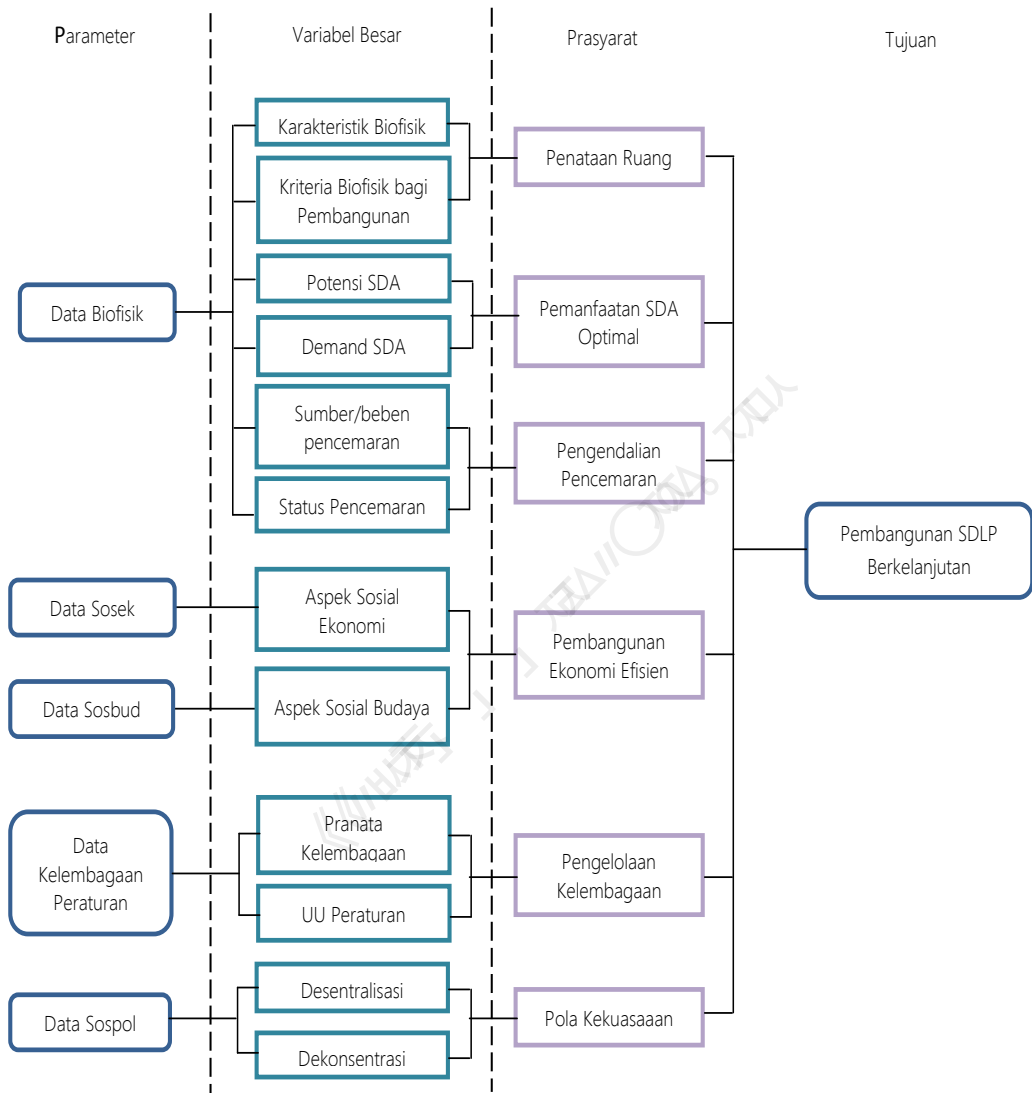 Parameter
Variabel Besar
Prasyarat
Tujuan
Data Biofisik
Data Sosek
Data Sosbud
Data
Kelembagaan
Peraturan
Data Sospol
Karakteristik Biofisik
Kriteria Biofisik bagi
Pembangunan
Potensi SDA
Demand SDA
Sumber/beben
pencemaran
Status Pencemaran
Aspek Sosial
Ekonomi
Aspek Sosial Budaya
Pranata
Kelembagaan
UU Peraturan
Desentralisasi
Dekonsentrasi
Penataan Ruang
Pemanfaatan SDA
Optimal
Pengendalian
Pencemaran
Pembangunan
Ekonomi Efisien
Pengelolaan
Kelembagaan
Pola Kekuasaaan
Pembangunan SDLP
Berkelanjutan